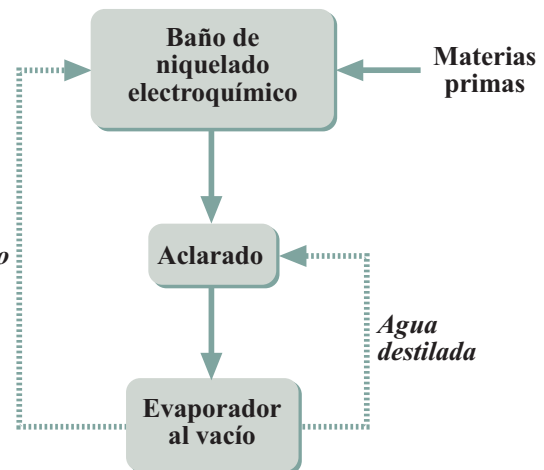 Baño de
niquelado
electroquímico
Materias
primas
Aclarado
Agua
destilada
Evaporador
al vacío